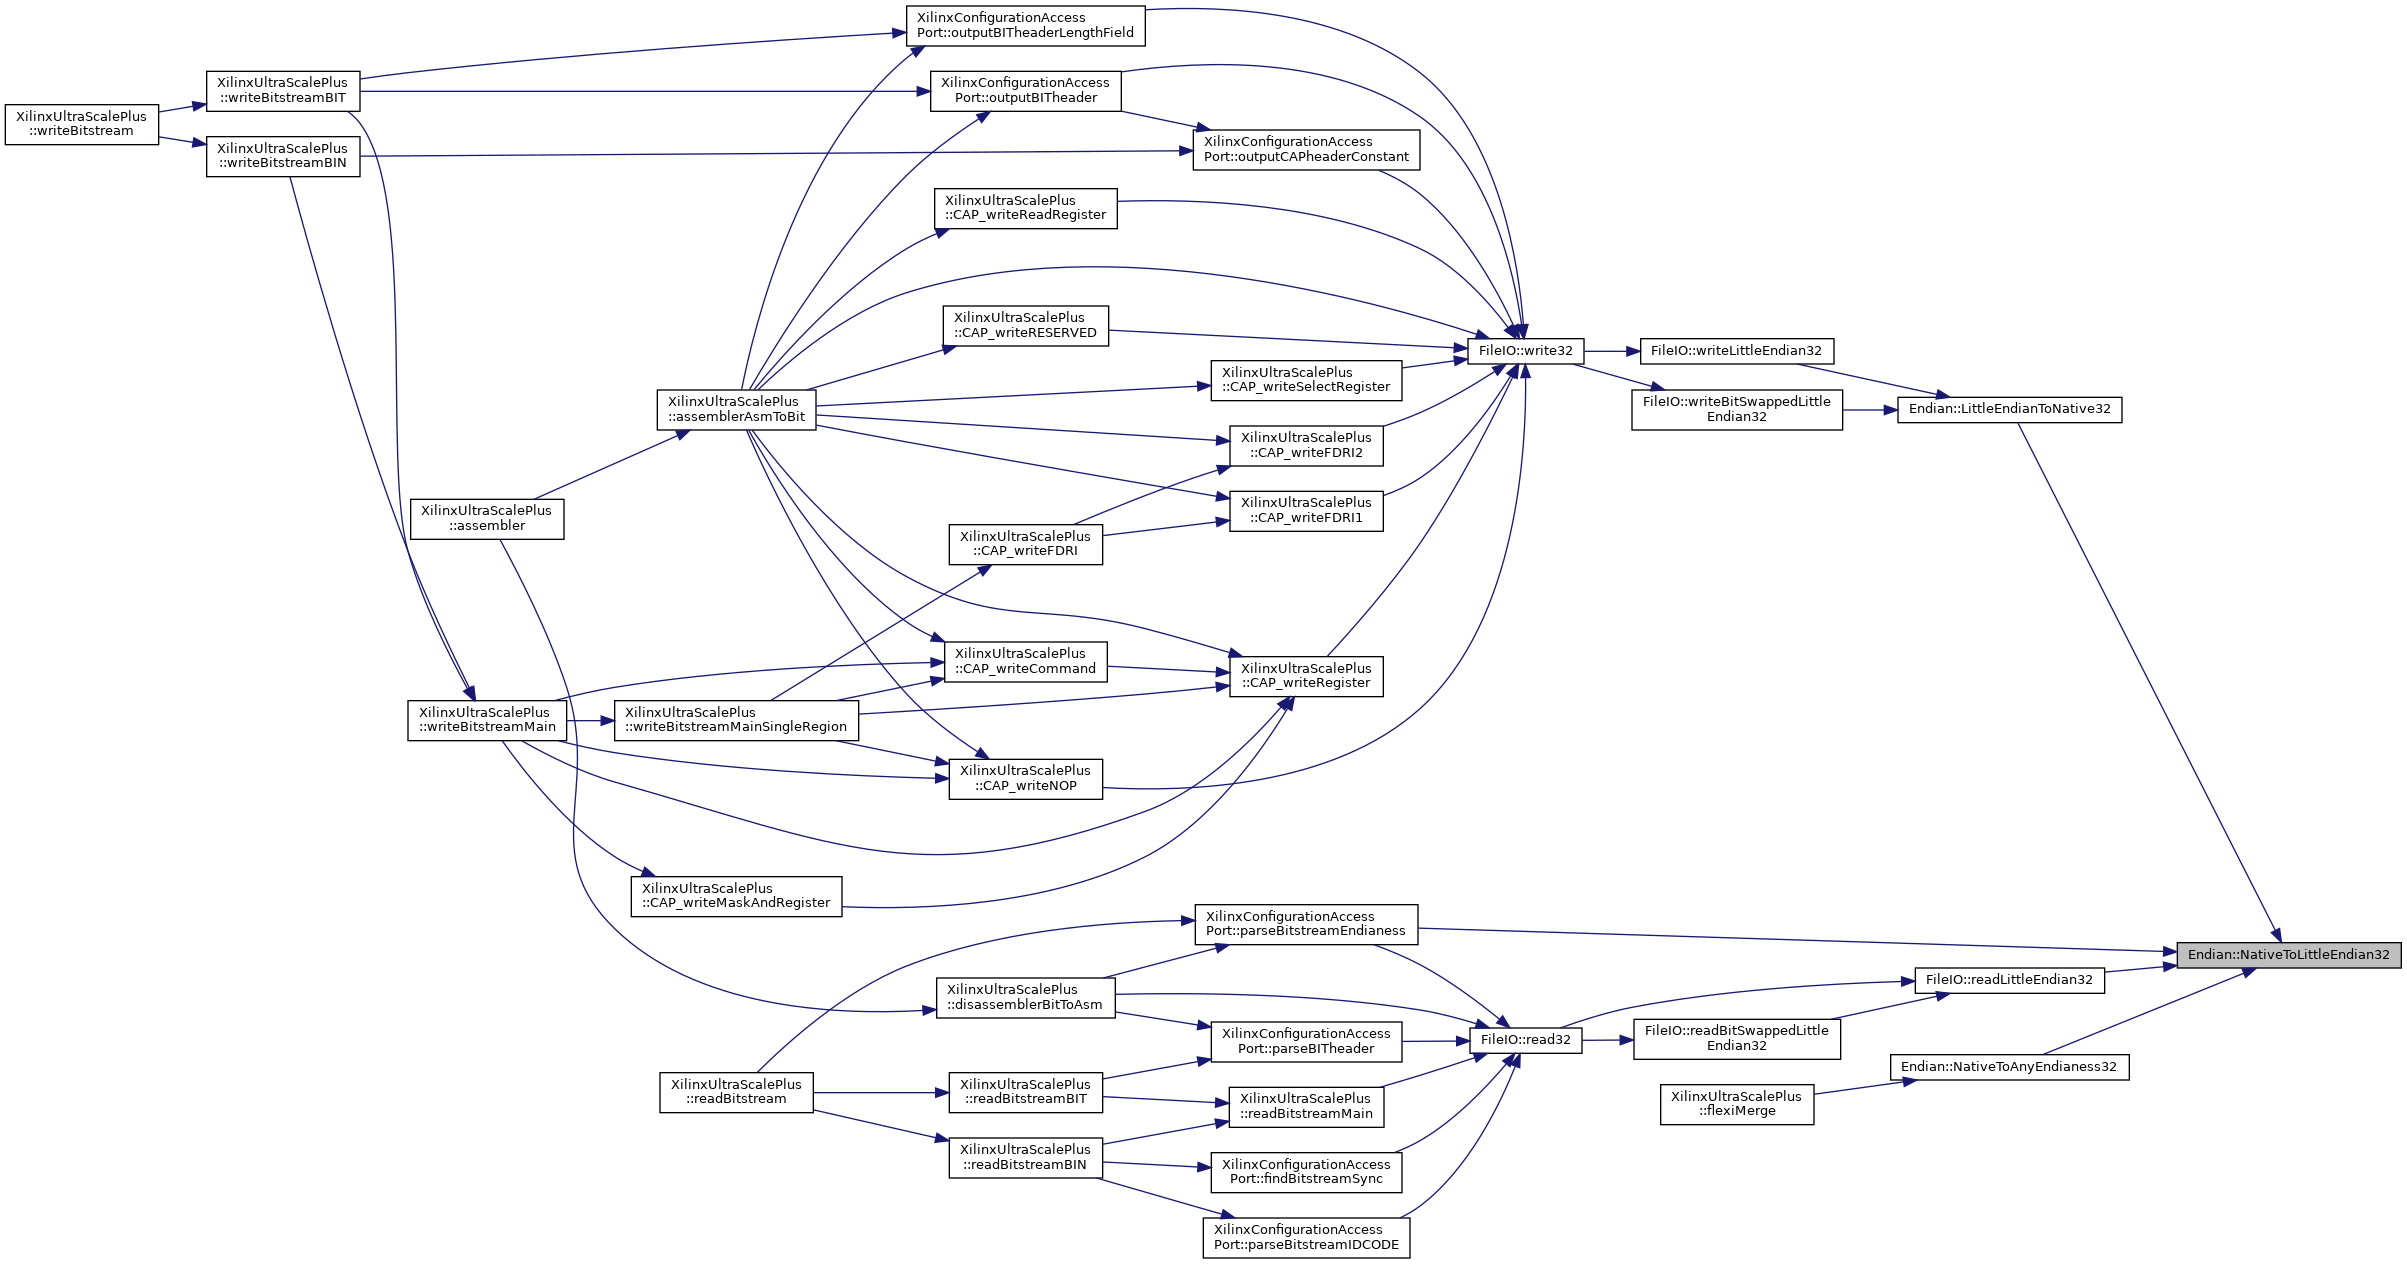 XilinxConfigurationAccess
Port::outputBITheaderLengthField
XilinxUltraScalePlus
::writeBitstreamBIT
XilinxConfigurationAccess
Port::outputBITheader
XilinxUltraScalePlus
::writeBitstream
XilinxUltraScalePlus
::writeBitstreamBIN
XilinxConfigurationAccess
Port::outputCAPheaderConstant
XilinxUltraScalePlus
::CAP_writeReadRegister
XilinxUltraScalePlus
::CAP_writeRESERVED
FileIO::write32
FileIO::writeLittleEndian32
XilinxUltraScalePlus
::CAP_writeSelectRegister
XilinxUltraScalePlus
::assemblerAsmToBit
FileIO::writeBitSwappedLittle
Endian32
Endian::LittleEndianToNative32
XilinxUltraScalePlus
::CAP_writeFDRI2
XilinxUltraScalePlus
::assembler
XilinxUltraScalePlus
::CAP_writeFDRI1
XilinxUltraScalePlus
::CAP_writeFDRI
XilinxUltraScalePlus
::CAP_writeCommand
XilinxUltraScalePlus
::CAP_writeRegister
XilinxUltraScalePlus
::writeBitstreamMain
XilinxUltraScalePlus
::writeBitstreamMainSingleRegion
XilinxUltraScalePlus
::CAP_writeNOP
XilinxUltraScalePlus
::CAP_writeMaskAndRegister
XilinxConfigurationAccess
Port::parseBitstreamEndianess
Endian::NativeToLittleEndian32
FileIO::readLittleEndian32
XilinxUltraScalePlus
::disassemblerBitToAsm
XilinxConfigurationAccess
Port::parseBITheader
FileIO::read32
FileIO::readBitSwappedLittle
Endian32
Endian::NativeToAnyEndianess32
XilinxUltraScalePlus
::readBitstream
XilinxUltraScalePlus
::readBitstreamBIT
XilinxUltraScalePlus
::readBitstreamMain
XilinxUltraScalePlus
::flexiMerge
XilinxUltraScalePlus
::readBitstreamBIN
XilinxConfigurationAccess
Port::findBitstreamSync
XilinxConfigurationAccess
Port::parseBitstreamIDCODE